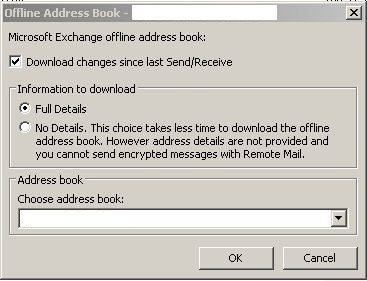 Offline Address Book -
Microsoft Exchange offline address book:
Download changes since last Send/Receive
Information to download
Full Details
No Details. This choice takes less time to download the offline
address book. However address details are not provided and
you cannot send encrypted messages with Remote Mail.
Address book
Choose address book:
OK Cancel